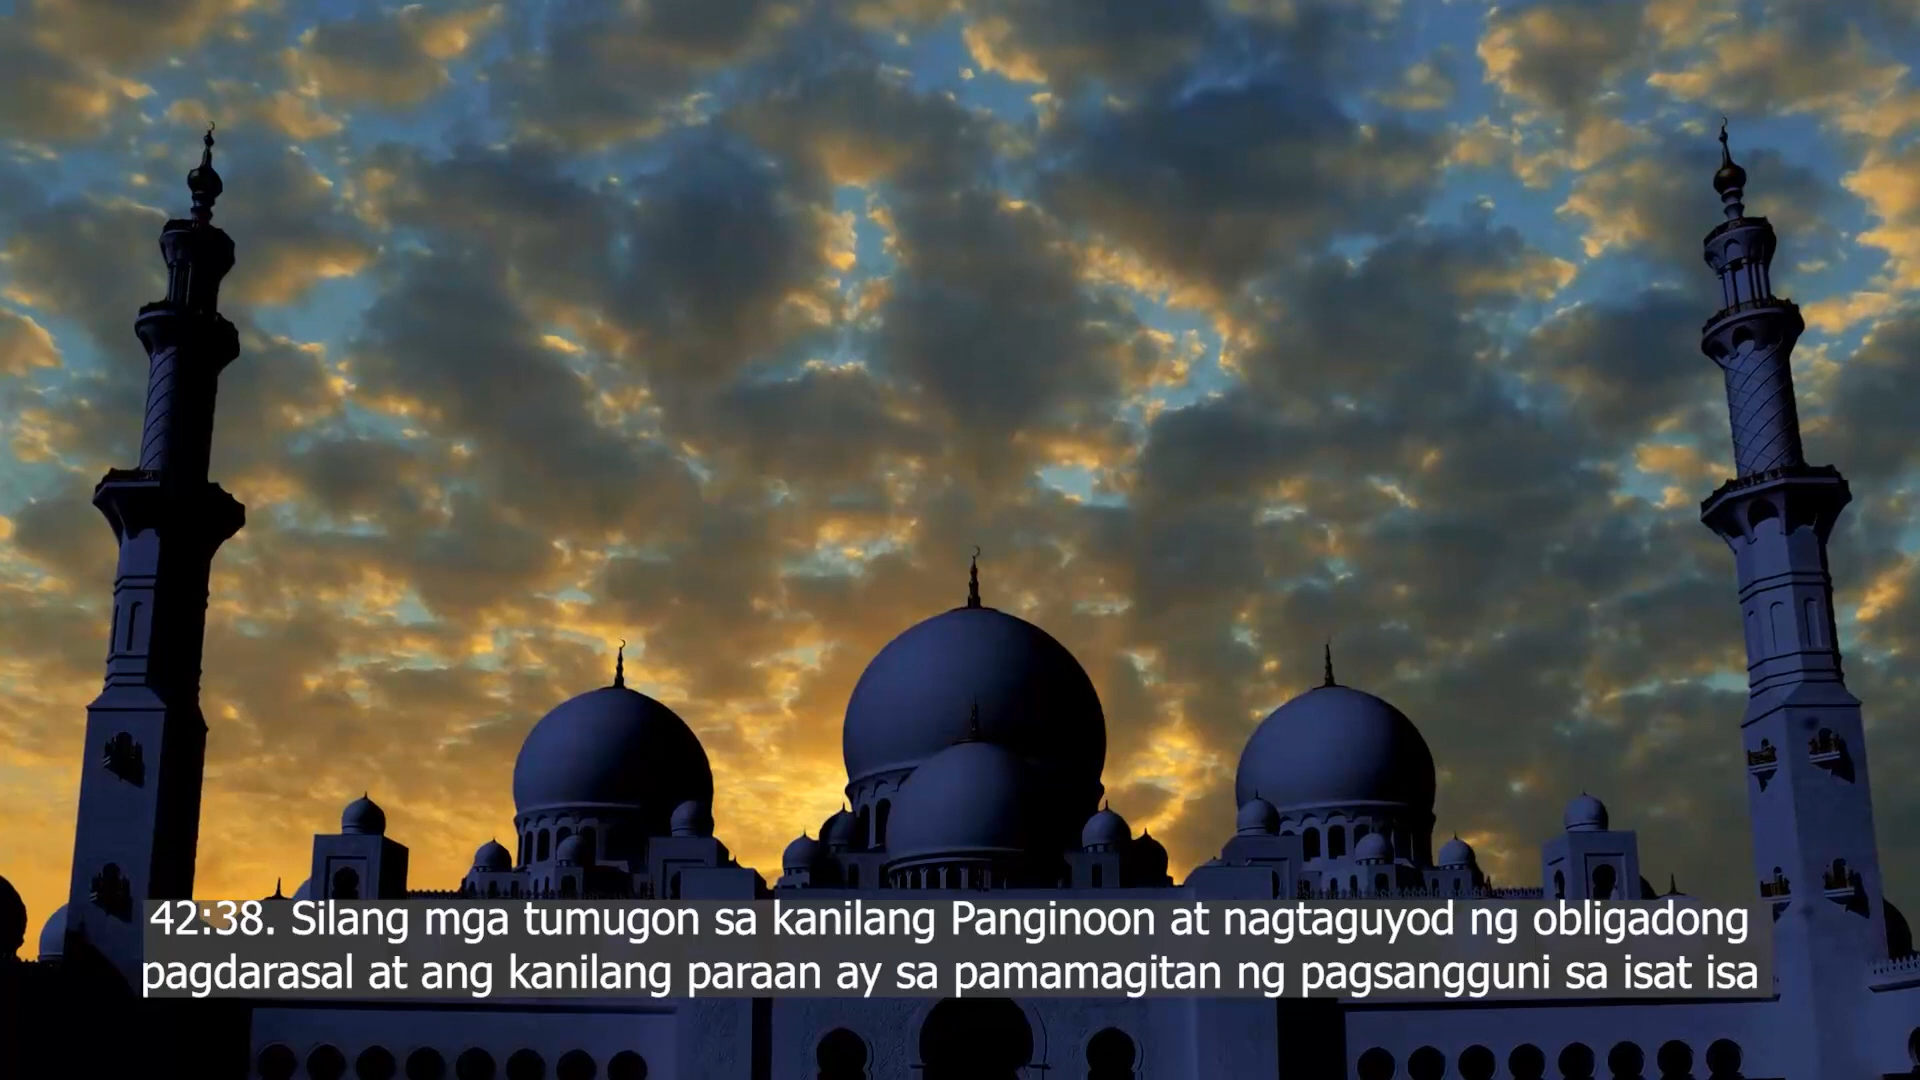 42:38. Silang mga tumugon sa kanilang Panginoon at nagtaguyod ng obligadong
pagdarasal at ang kanilang paraan ay sa pamamagitan ng pagsangguni sa isat isa